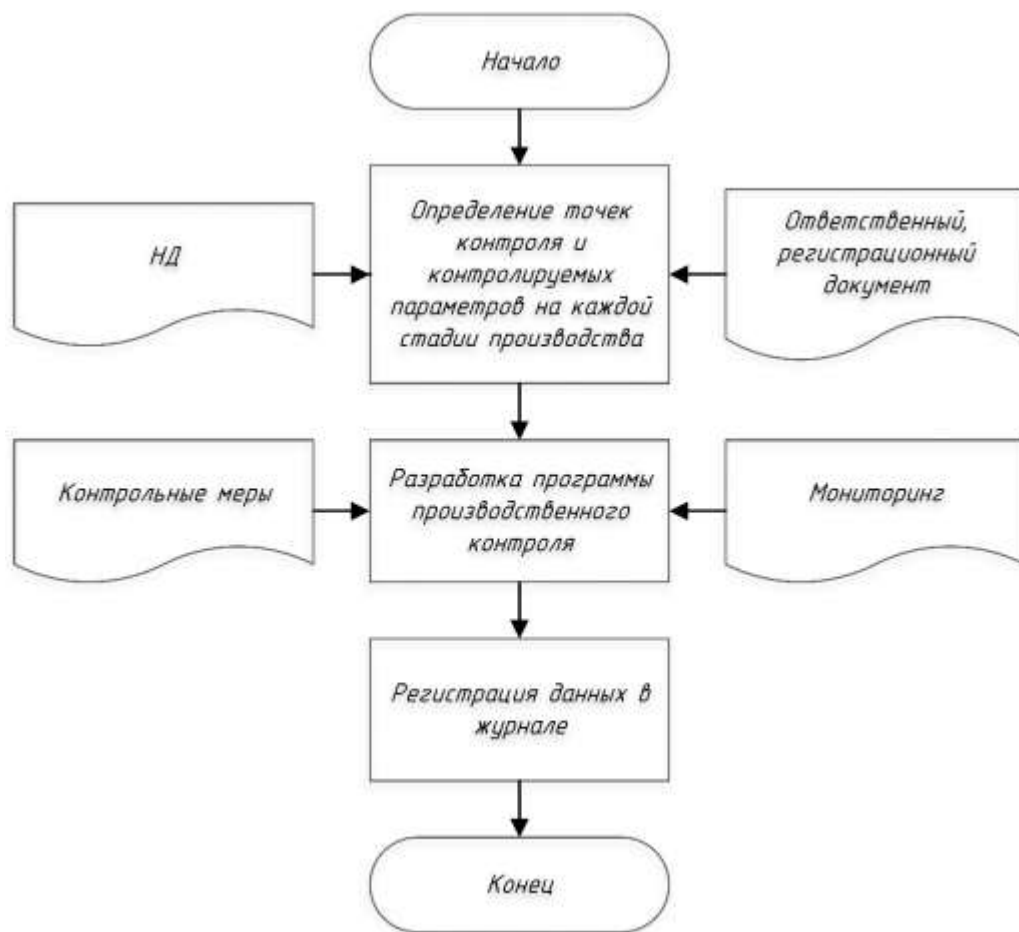 Начало
НД
Определение точек
контроля и
контролируемых
параметров на каждой
стадии производства
Ответственный,
регистрационный
документ
Контрольные меры
Разработка программы
производственного
контроля
Мониторинг
Регистрация данных в
журнале
Конец